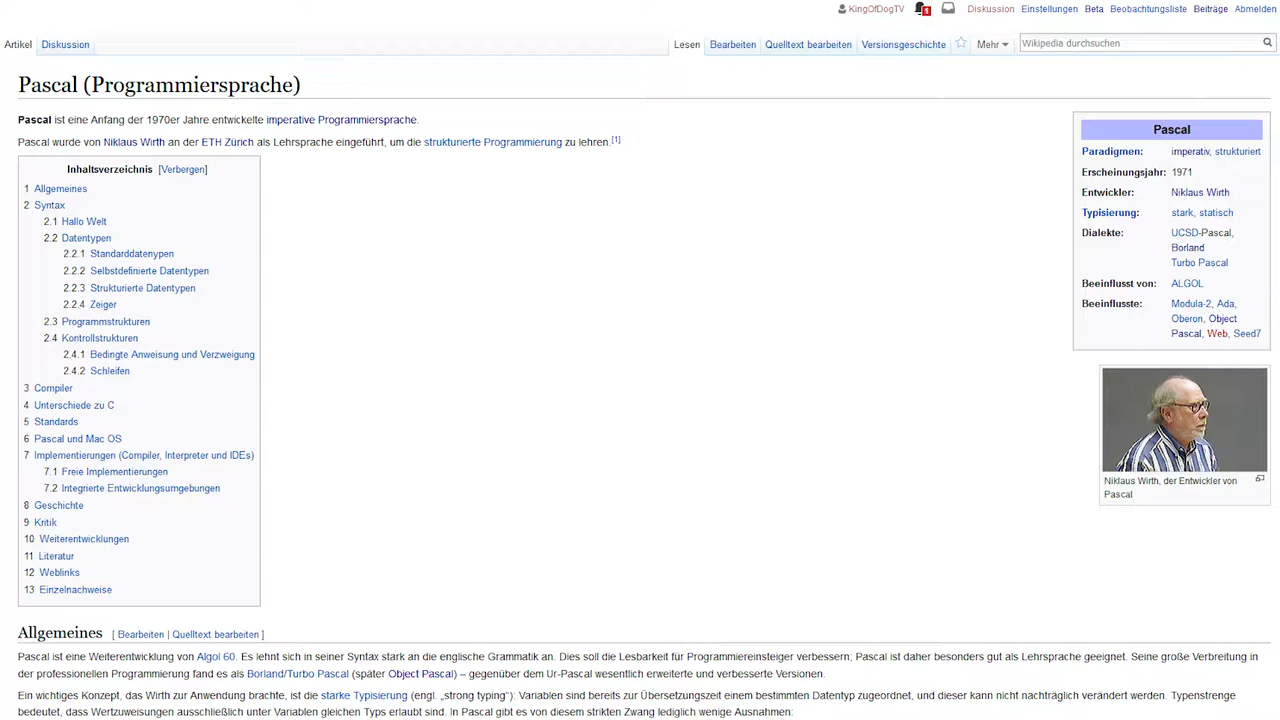 KingOfDogTV 1 Diskussion Einstellungen Beta Beobachtungsliste Beiträge Abmelden
Artikel Diskussion Lesen Bearbeiten Quelltext bearbeiten Versionsgeschichte Mehr Wikipedia durchsuchen
Pascal (Programmiersprache)
Pascal ist eine Anfang der 1970er Jahre entwickelte imperative Programmiersprache.
Pascal wurde von Niklaus Wirth an der ETH Zürich als Lehrsprache eingeführt, um die strukturierte Programmierung zu lehren.[1]
Inhaltsverzeichnis [Verbergen]
1 Allgemeines
2 Syntax
2.1 Hallo Welt
2.2 Datentypen
2.2.1 Standarddatentypen
2.2.2 Selbstdefinierte Datentypen
2.2.3 Strukturierte Datentypen
2.2.4 Zeiger
2.3 Programmstrukturen
2.4 Kontrollstrukturen
2.4.1 Bedingte Anweisung und Verzweigung
2.4.2 Schleifen
3 Compiler
4 Unterschiede zu C
5 Standards
6 Pascal und Mac OS
7 Implementierungen (Compiler, Interpreter und IDEs)
7.1 Freie Implementierungen
7.2 Integrierte Entwicklungsumgebungen
8 Geschichte
9 Kritik
10 Weiterentwicklungen
11 Literatur
12 Weblinks
13 Einzelnachweise
Pascal
Paradigmen: imperativ, strukturiert
Erscheinungsjahr: 1971
Entwickler: Niklaus Wirth
Typisierung: stark, statisch
Dialekte: UCSD-Pascal,
Borland
Turbo Pascal
Beeinflusst von: ALGOL
Beeinflusste: Modula-2, Ada,
Oberon, Object
Pascal, Web, Seed7
Niklaus Wirth, der Entwickler von
Pascal
Allgemeines [ Bearbeiten | Quelltext bearbeiten ]
Pascal ist eine Weiterentwicklung von Algol 60. Es lehnt sich in seiner Syntax stark an die englische Grammatik an. Dies soll die Lesbarkeit für Programmiereinsteiger verbessern; Pascal ist daher besonders gut als Lehrsprache geeignet. Seine große Verbreitung in
der professionellen Programmierung fand es als Borland/Turbo Pascal (später Object Pascal) – gegenüber dem Ur-Pascal wesentlich erweiterte und verbesserte Versionen.
Ein wichtiges Konzept, das Wirth zur Anwendung brachte, ist die starke Typisierung (engl. „strong typing“): Variablen sind bereits zur Übersetzungszeit einem bestimmten Datentyp zugeordnet, und dieser kann nicht nachträglich verändert werden. Typenstrenge
bedeutet, dass Wertzuweisungen ausschließlich unter Variablen gleichen Typs erlaubt sind. In Pascal gibt es von diesem strikten Zwang lediglich wenige Ausnahmen: